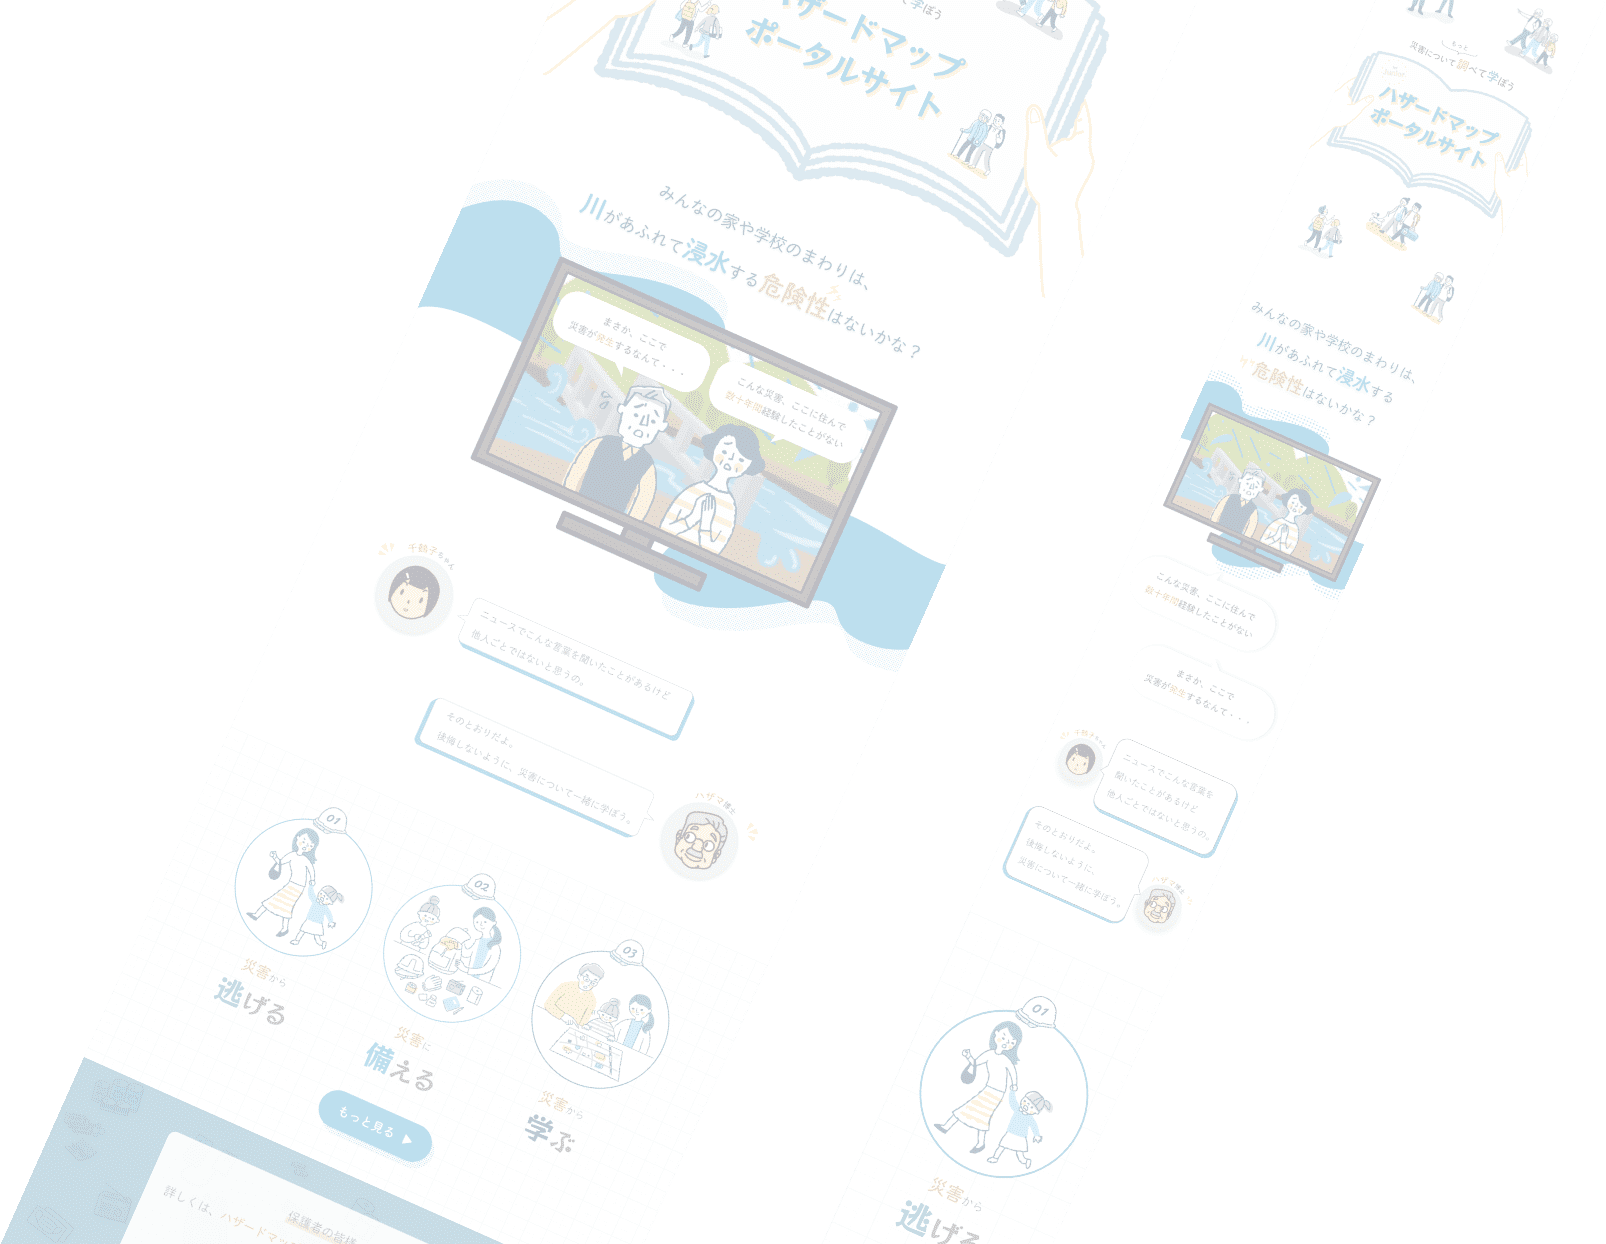 て学ぼう
ハザードマップ
ポータルサイト
みんなの家や学校のまわりは、
川があふれて浸水する危険性はないかな？
まさか、ここで
災害が発生するなんて・・・
こんな災害、ここに住んで
数十年間経験したことがない
千鶴子ちゃん
ニュースでこんな言葉を聞いたことがあるけど
他人ごとではないと思うの。
そのとおりだよ。
後悔しないように、災害について一緒に学ぼう。
ハザマ博士
01
災害から
逃げる
02
災害に
備える
03
災害から
学ぶ
もっと見る
保護者の皆様
詳しくは、ハザードマッ
もっと
災害について調べて学ぼう
ハザードマップ
ポータルサイト
みんなの家や学校のまわりは、
川があふれて浸水する
危険性はないかな？
こんな災害、ここに住んで
数十年間経験したことがない
まさか、ここで
災害が発生するなんて・・・
千鶴子ちゃん
ニュースでこんな言葉を
聞いたことがあるけど
他人ごとではないと思うの。
そのとおりだよ。
後悔しないように、
災害について一緒に学ぼう。
ハザマ博士
01
災害から
逃げる